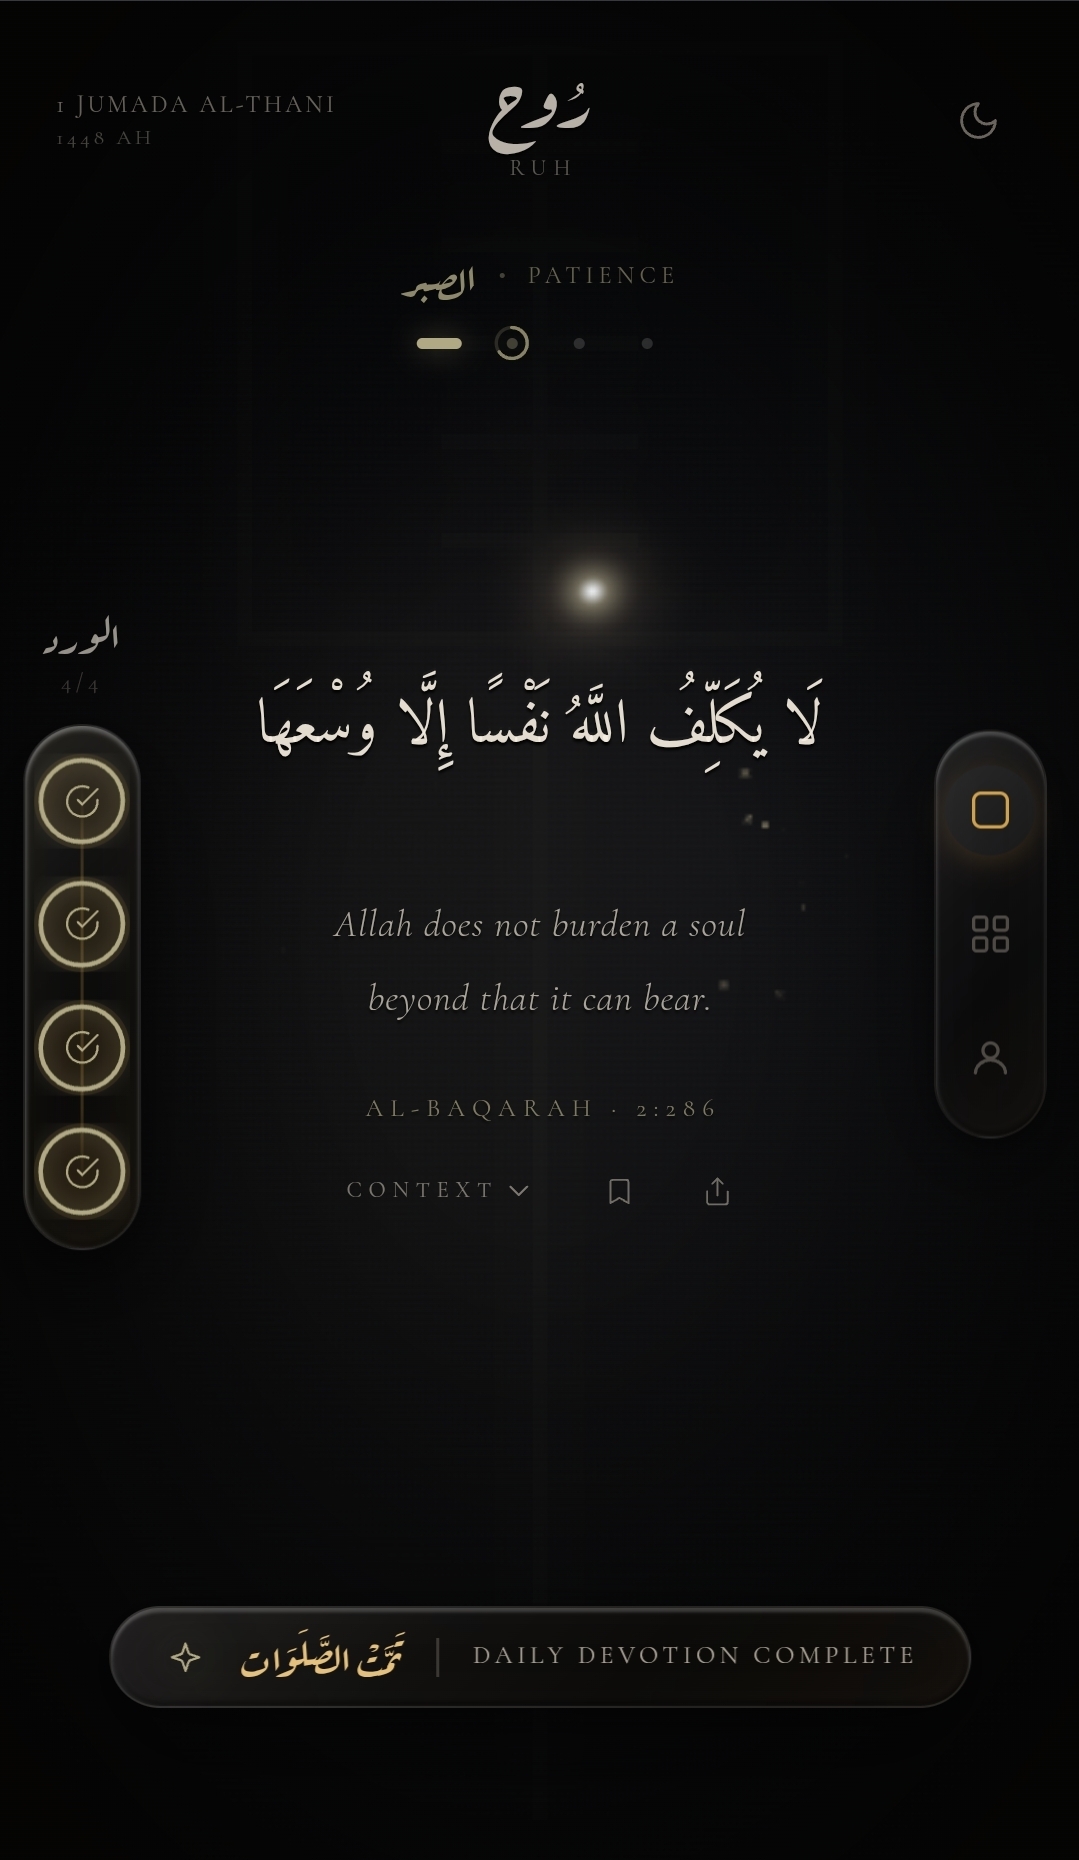 1 JUMADA AL-THANI
1448 AH
رُوح
RUH
الصبر • PATIENCE
الورد
4/4
لَا يُكَلِّفُ اللَّهُ نَفْسًا إِلَّا وُسْعَهَا
Allah does not burden a soul
beyond that it can bear.
AL-BAQARAH · 2:286
CONTEXT
تَمَّتْ الصَّلَوَات | DAILY DEVOTION COMPLETE